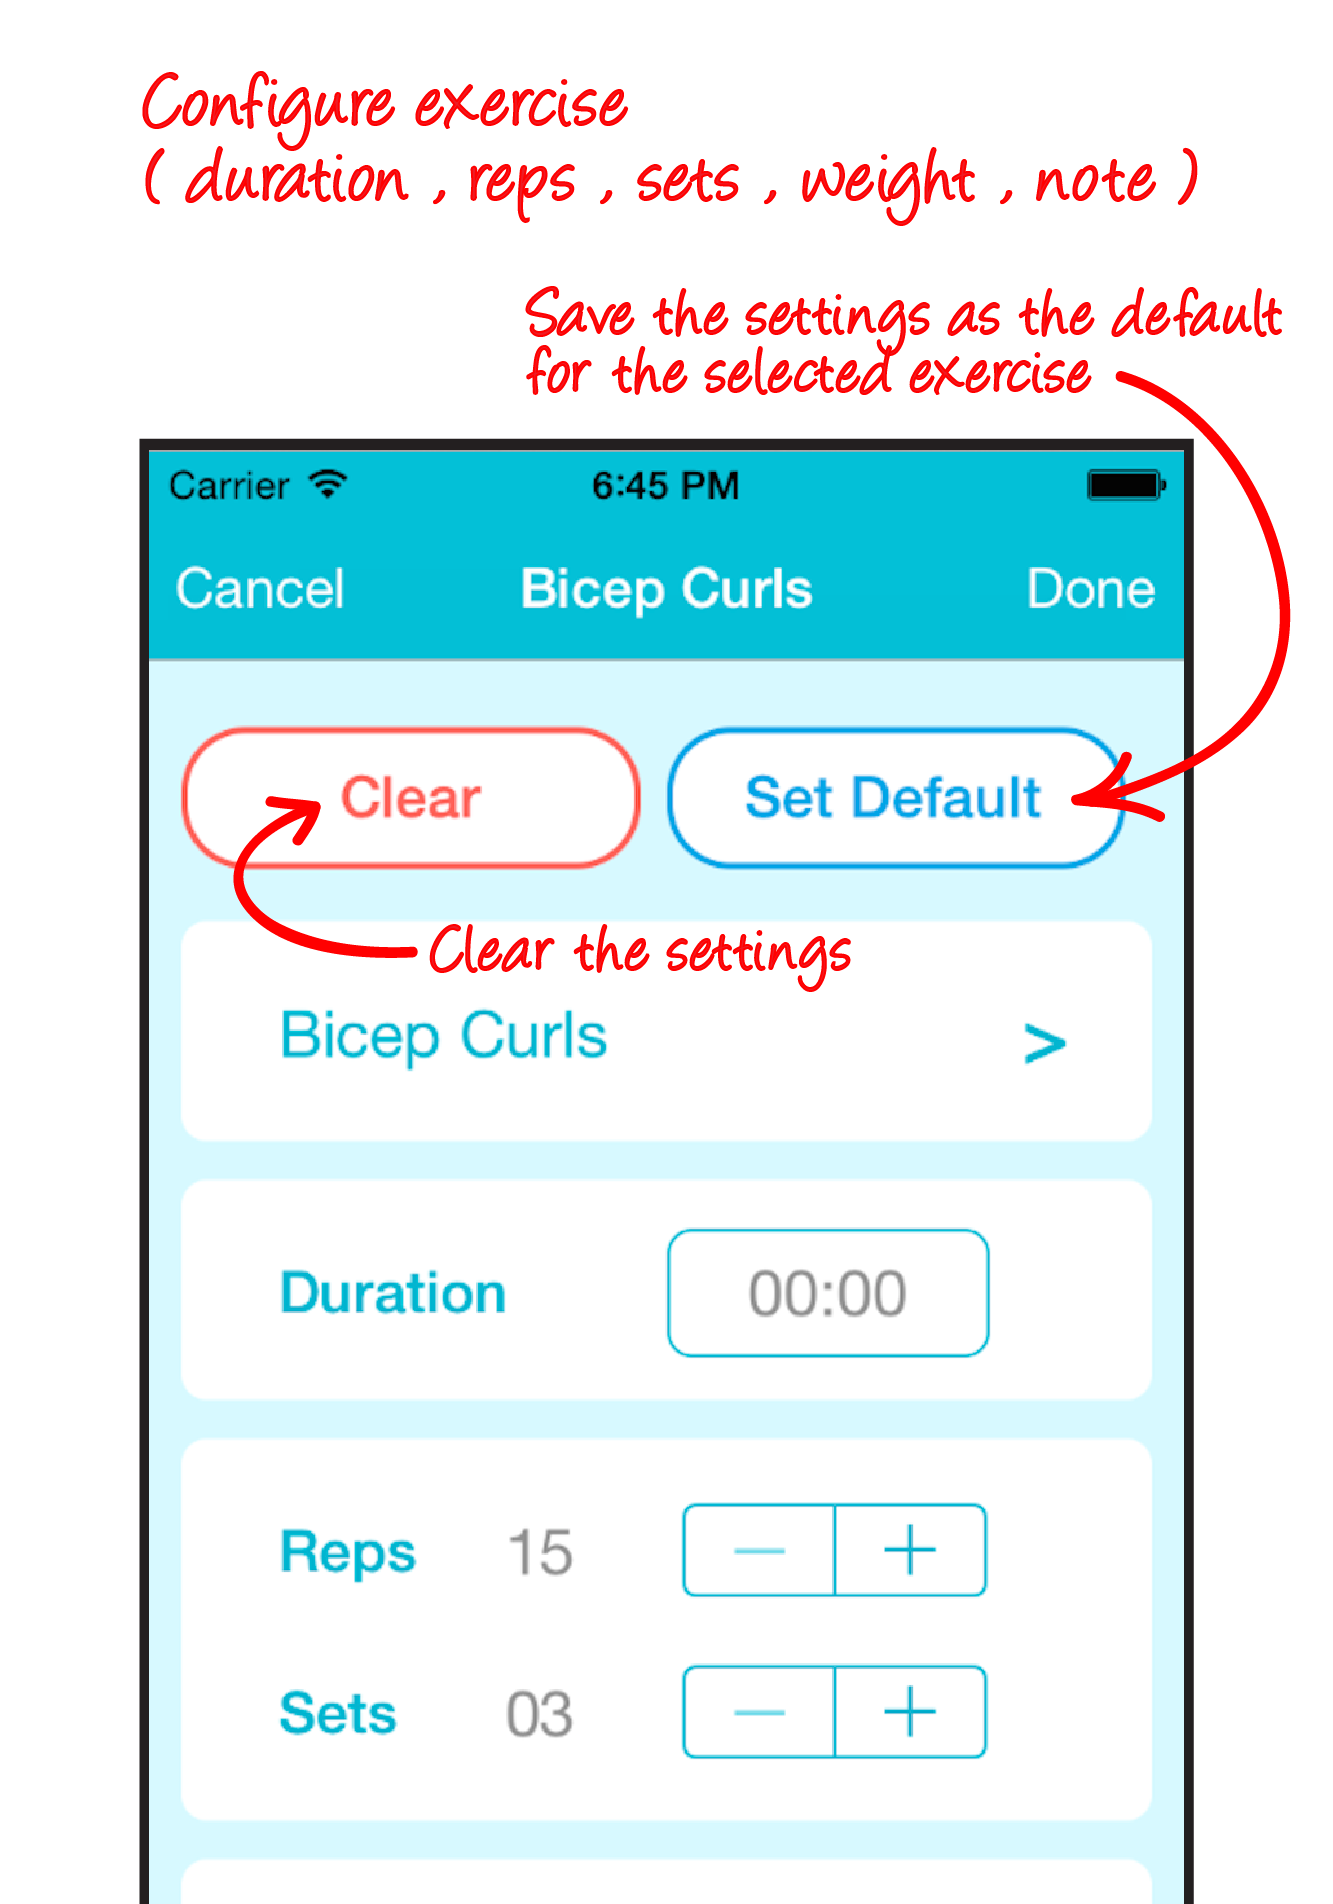 Configure exercise
( duration , reps , sets , weight , note )
Save the settings as the default
for the selected exercise
Carrier 6:45 PM
Cancel Bicep Curls Done
Clear Set Default
Clear the settings
Bicep Curls >
Duration 00:00
Reps 15 − +
Sets 03 − +